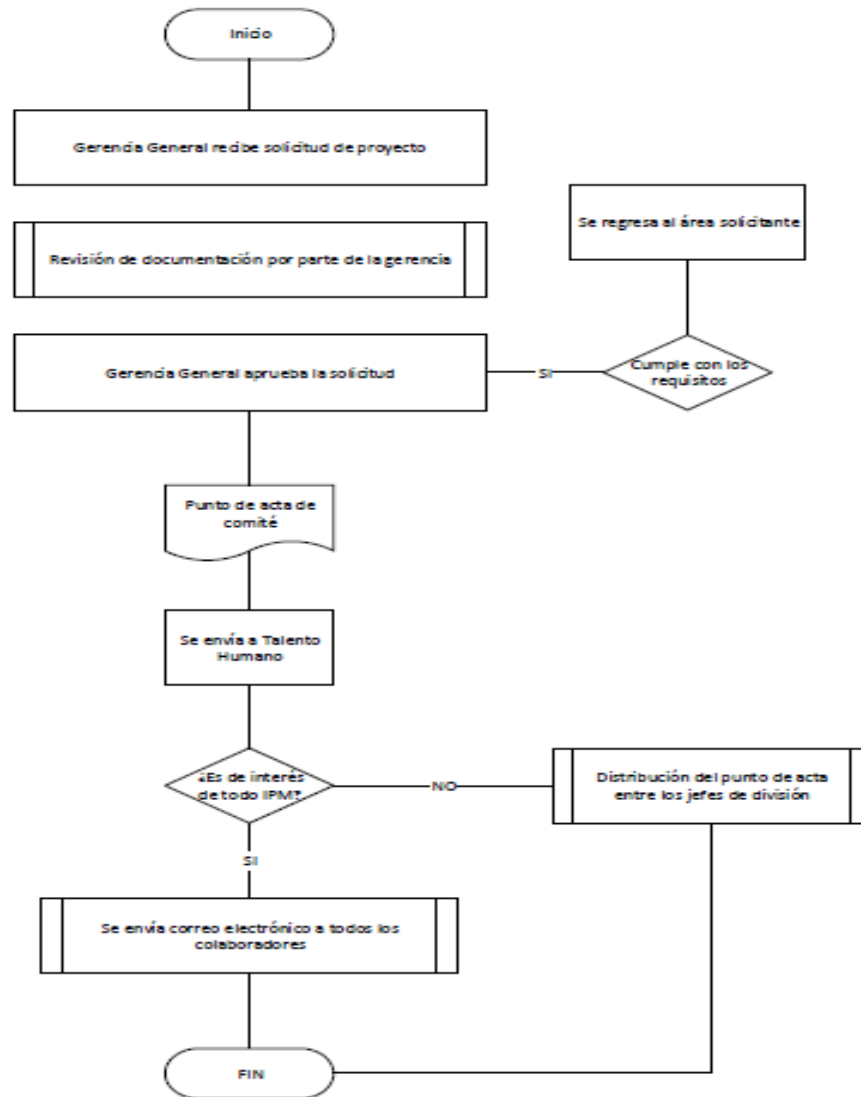 Inicio
Gerencia General recibe solicitud de proyecto
Se regresa al área solicitante
Revisión de documentación por parte de la gerencia
Gerencia General aprueba la solicitud
SI
Cumple con los
requisitos
Punto de acta de
comité
Se envía a Talento
Humano
¿Es de interés
de todo IPM?
NO
Distribución del punto de acta
entre los jefes de división
SI
Se envía correo electrónico a todos los
colaboradores
FIN